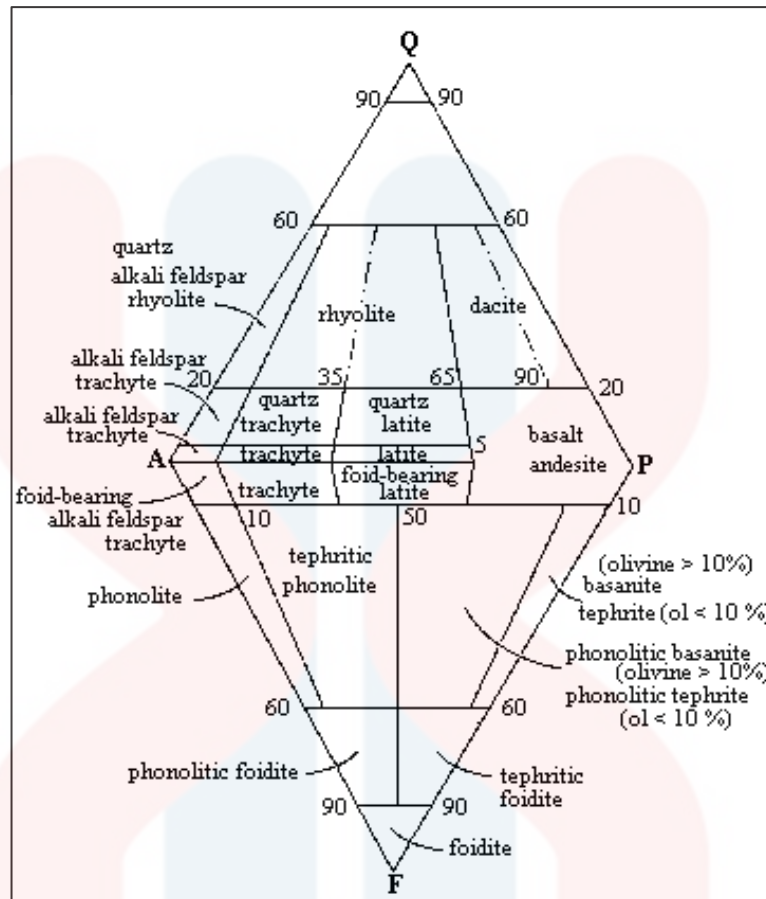 Q
90 90
60 60
quartz
alkali feldspar
rhyolite
rhyolite
dacite
alkali feldspar
trachyte
20 35 65 90 20
quartz
trachyte
quartz
latite
alkali feldspar
trachyte
5
basalt
andesite
A
trachyte
latite
P
foid-bearing
alkali feldspar
trachyte
trachyte
foid-bearing
latite
10 50 10
tephritic
phonolite
phonolite
(olivine > 10%)
basanite
tephrite (ol < 10 %)
phonolitic basanite
(olivine > 10%)
phonolitic tephrite
(ol < 10 %)
60 60
phonolitic foidite
tephritic
foidite
90 90
foidite
F